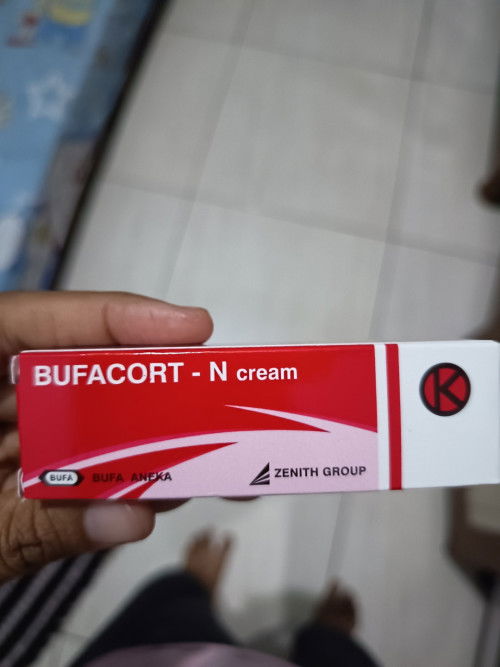 BUFACORT - N cream
BUFA BUFA ANEKA
ZENITH GROUP
K